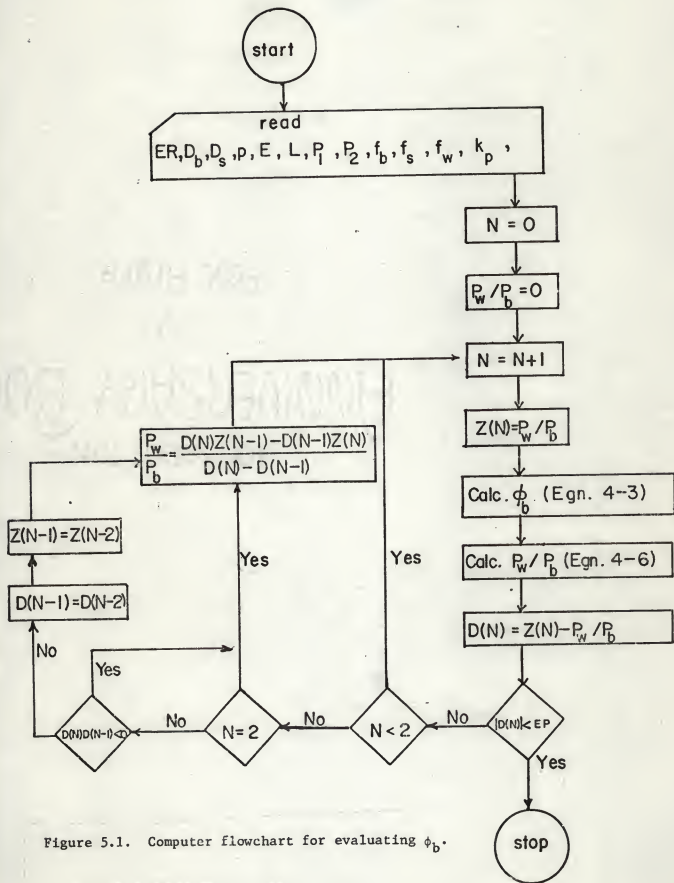 start
read
ER, D_b, D_s, p, E, L, P_1, P_2, f_b, f_s, f_w, k_p,
N = 0
P_w/P_b = 0
N = N+1
Z(N)=P_w/P_b
Calc. ϕ_b (Eqn. 4-3)
Calc. P_w/P_b (Eqn. 4-6)
D(N) = Z(N)-P_w/P_b
|D(N)|<EP
Yes
stop
No
N < 2
Yes
No
N=2
Yes
No
Yes
No
D(N-1)=D(N-2)
Z(N-1)=Z(N-2)
P_w/P_b = D(N)Z(N-1)-D(N-1)Z(N) / D(N)-D(N-1)
Figure 5.1. Computer flowchart for evaluating ϕ_b.